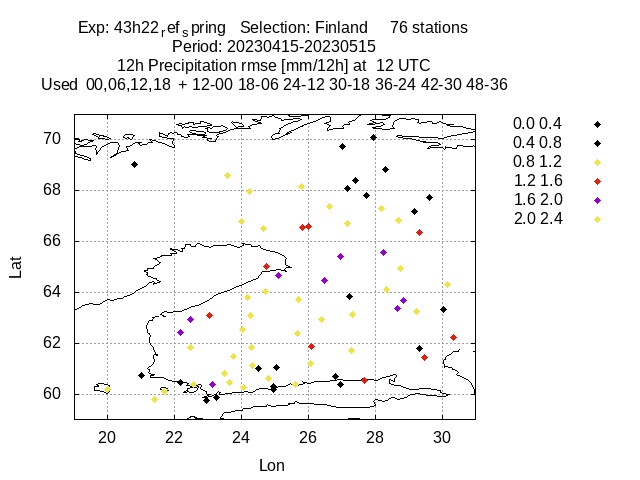 Exp: 43h22ref_spring Selection: Finland 76 stations
Period: 20230415-20230515
12h Precipitation rmse [mm/12h] at 12 UTC
Used 00,06,12,18 + 12-00 18-06 24-12 30-18 36-24 42-30 48-36
0.0 0.4
0.4 0.8
0.8 1.2
1.2 1.6
1.6 2.0
2.0 2.4
70
68
66
64
62
60
Lat
20 22 24 26 28 30
Lon